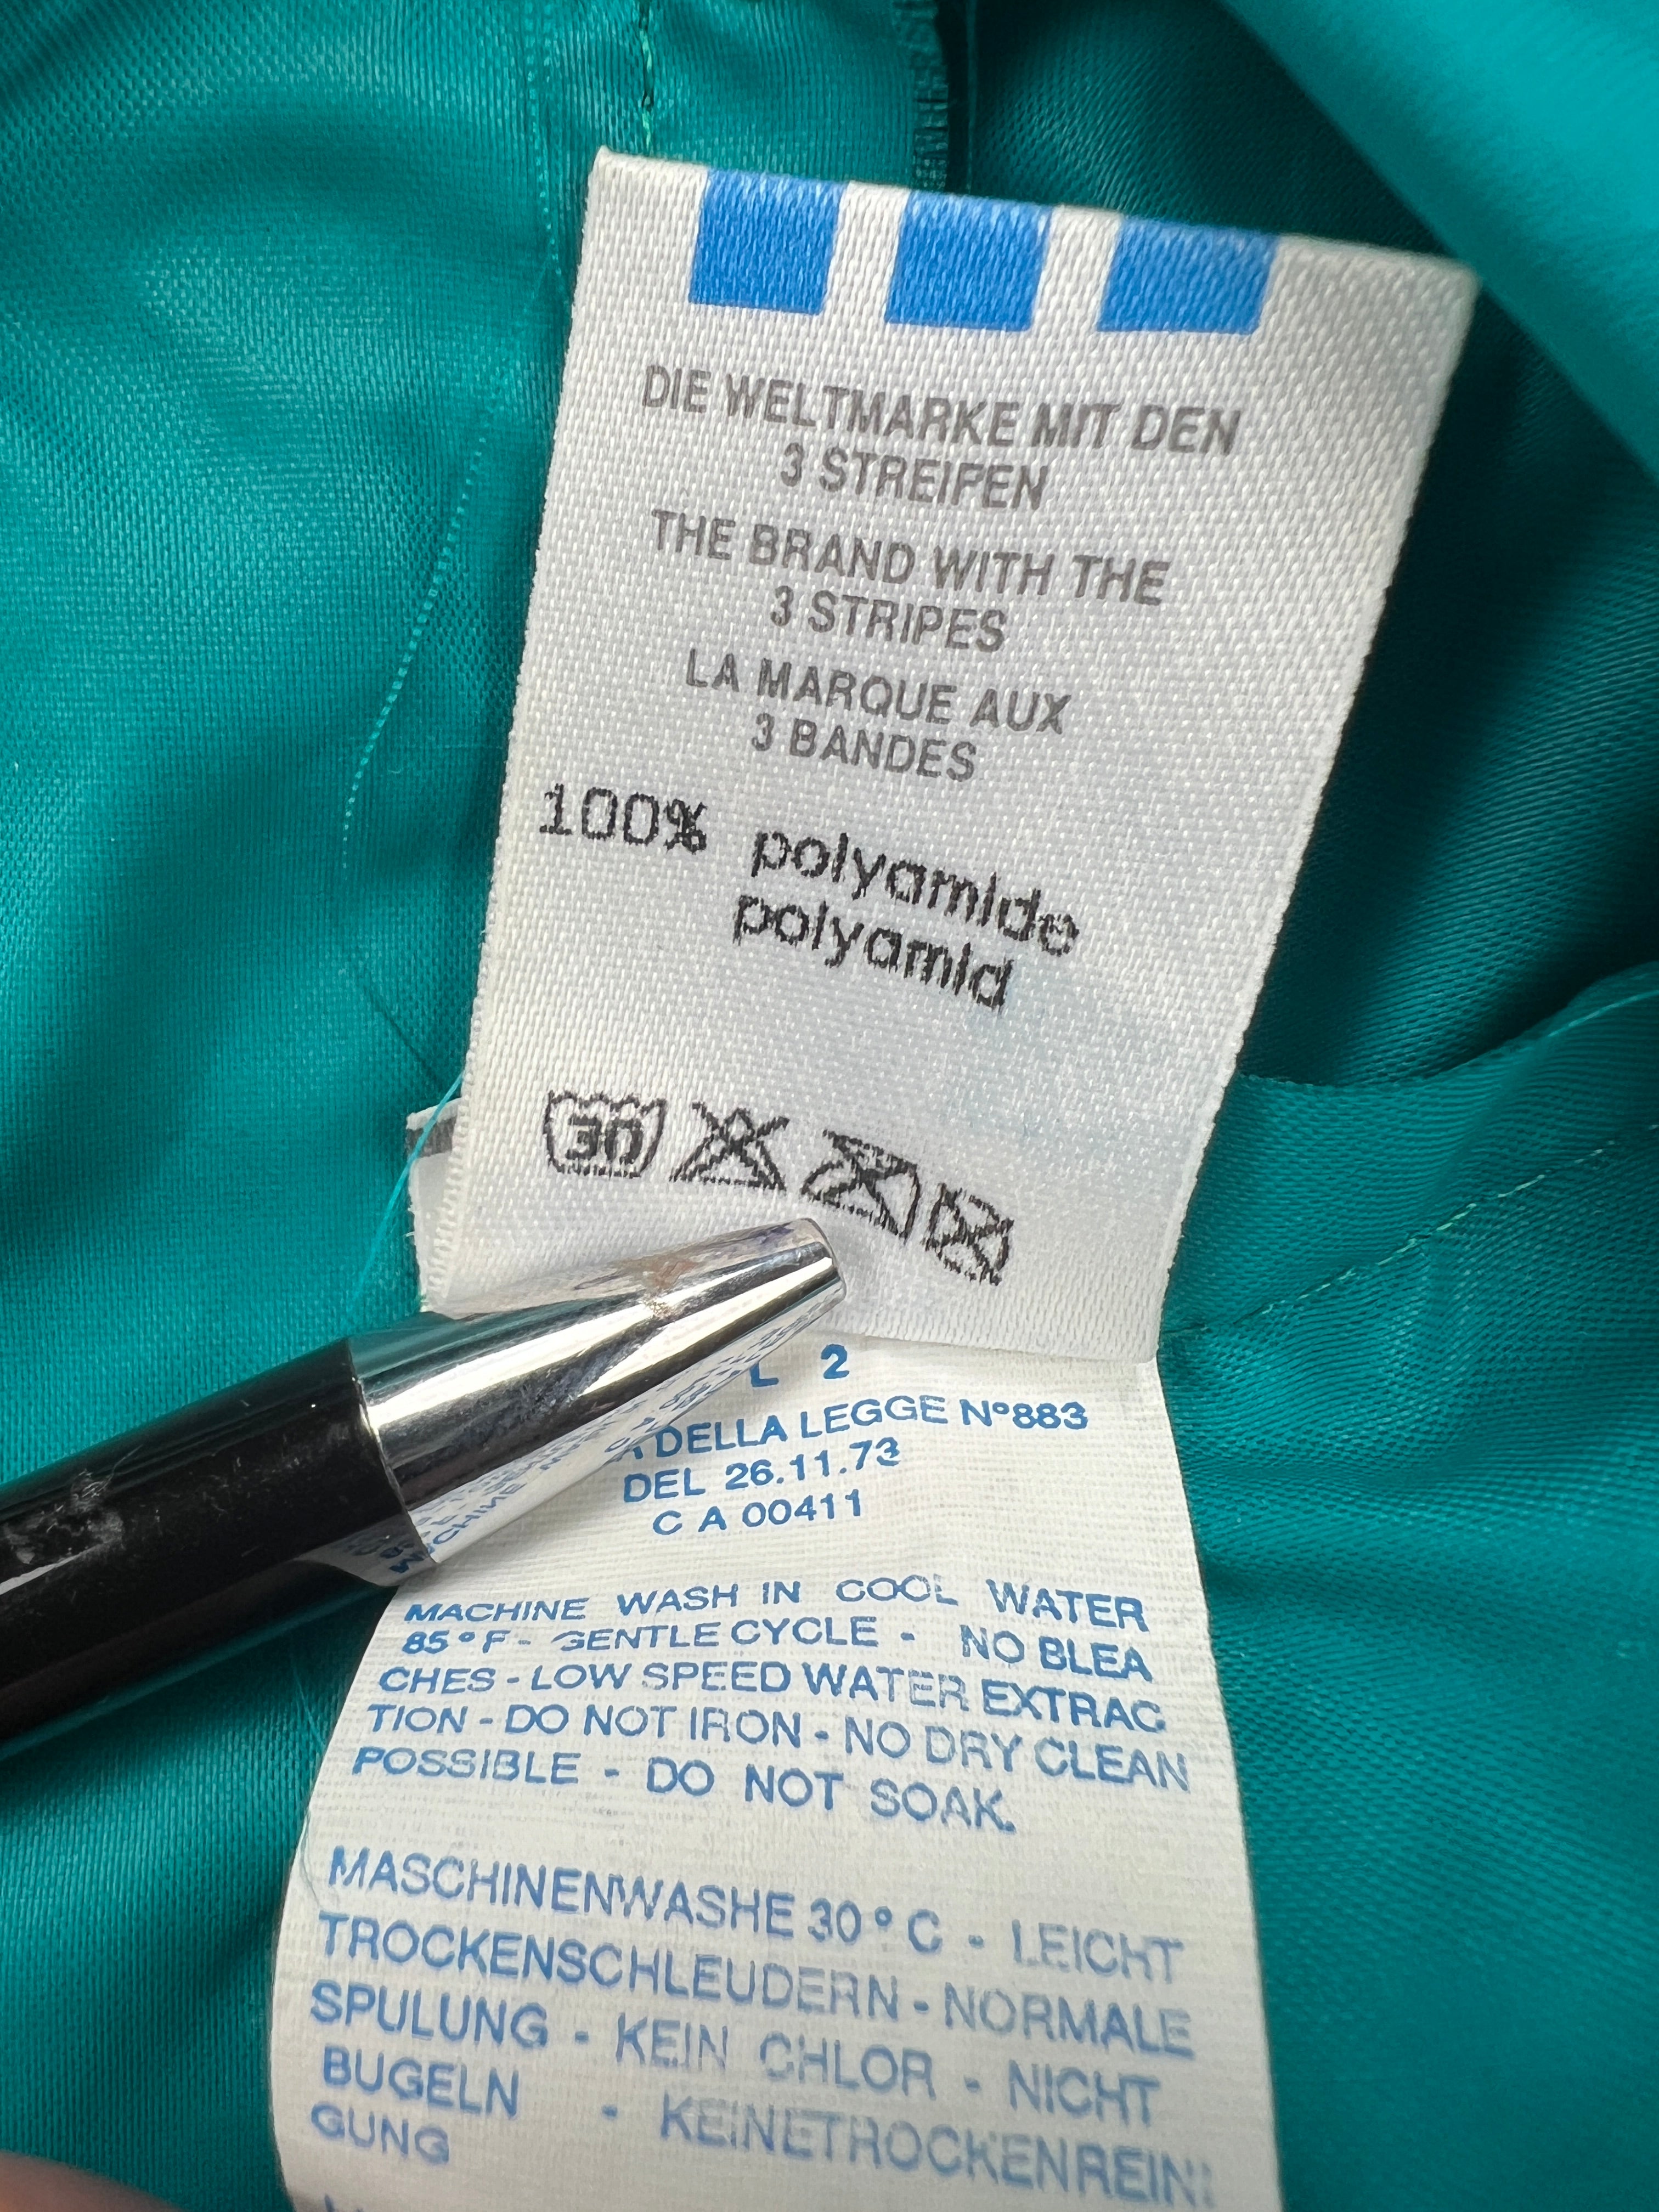 DIE WELTMARKE MIT DEN
3 STREIFEN
THE BRAND WITH THE
3 STRIPES
LA MARQUE AUX
3 BANDES
100% polyamide
polyamid
30
L 2
A DELLA LEGGE N°883
DEL 26.11.73
C A 00411
MACHINE WASH IN COOL WATER
85°F - GENTLE CYCLE - NO BLEA
CHES - LOW SPEED WATER EXTRAC
TION - DO NOT IRON - NO DRY CLEAN
POSSIBLE - DO NOT SOAK.
MASCHINENWASHE 30°C - LEICHT
TROCKENSCHLEUDERN - NORMALE
SPULUNG - KEIN CHLOR - NICHT
BUGELN - KEINETROCKENREINI
GUNG